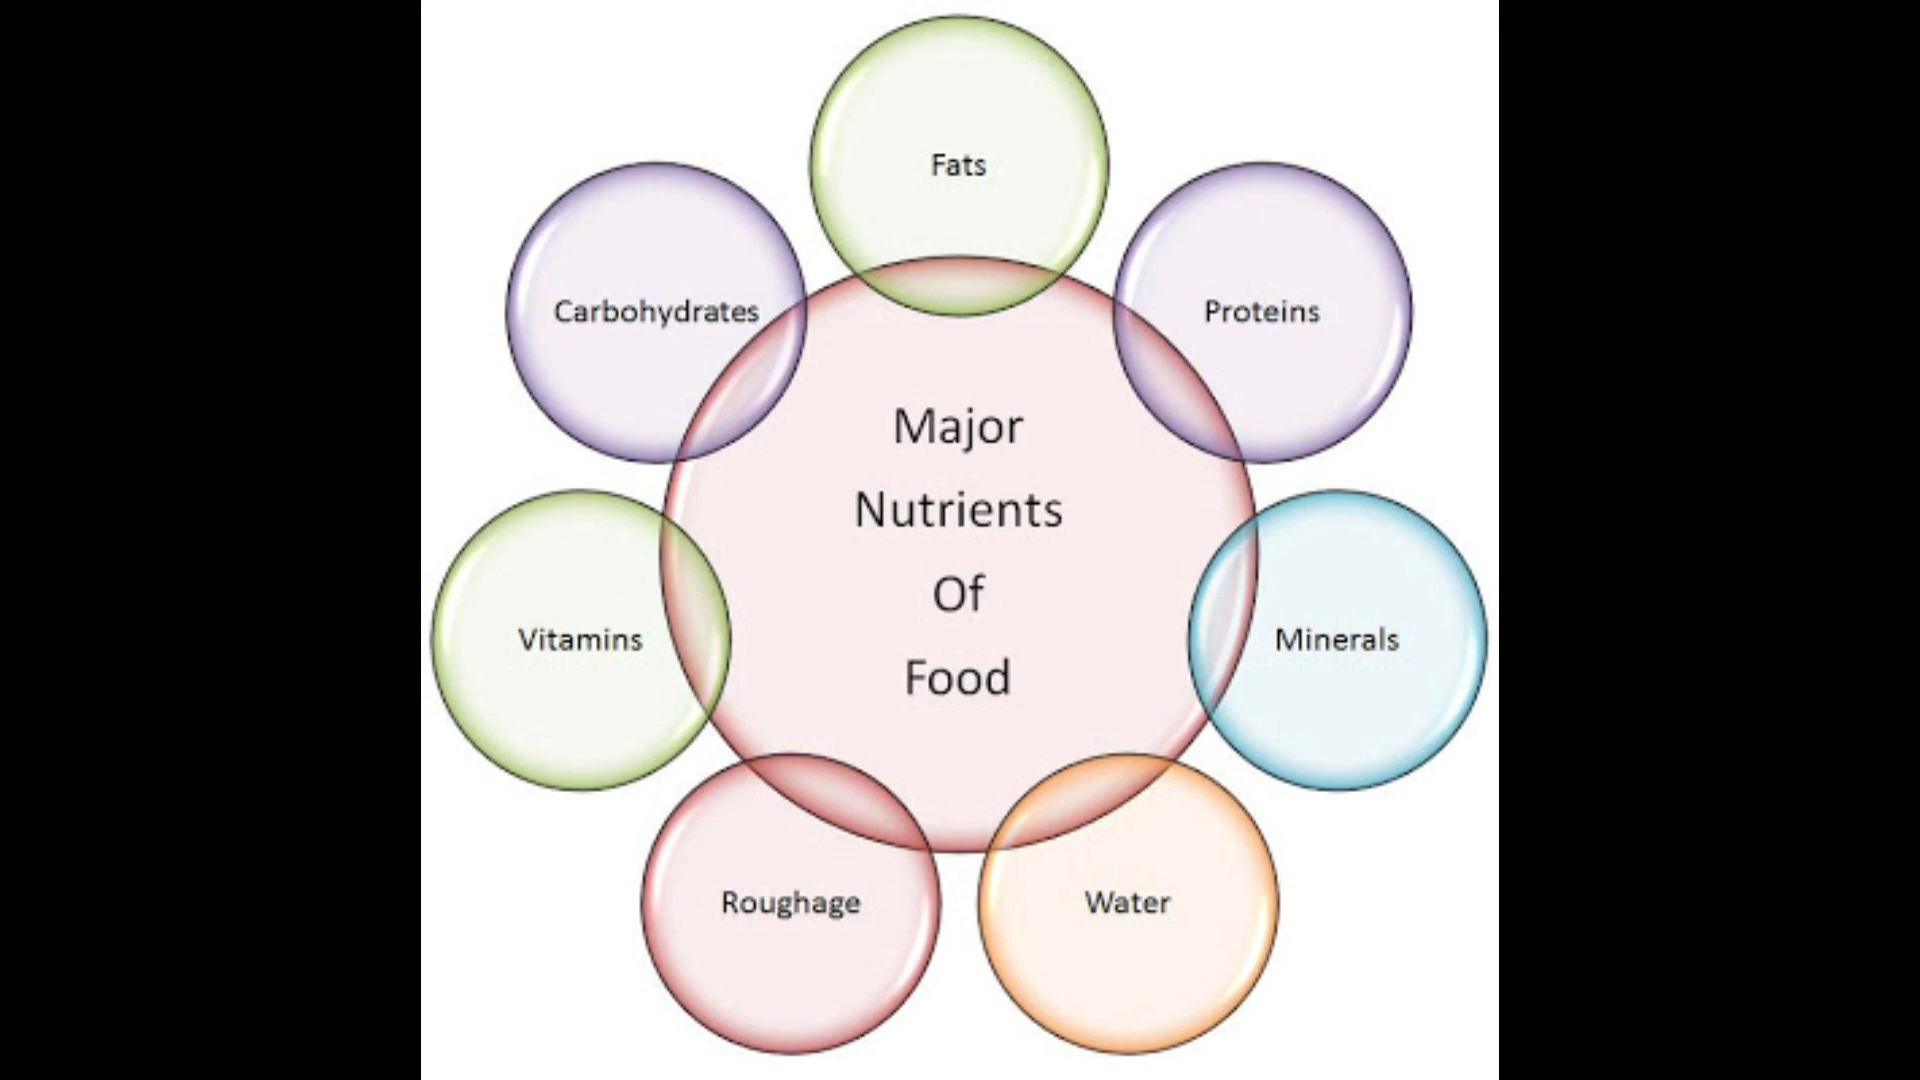 Fats
Carbohydrates
Proteins
Major
Nutrients
Of
Food
Vitamins
Minerals
Roughage
Water